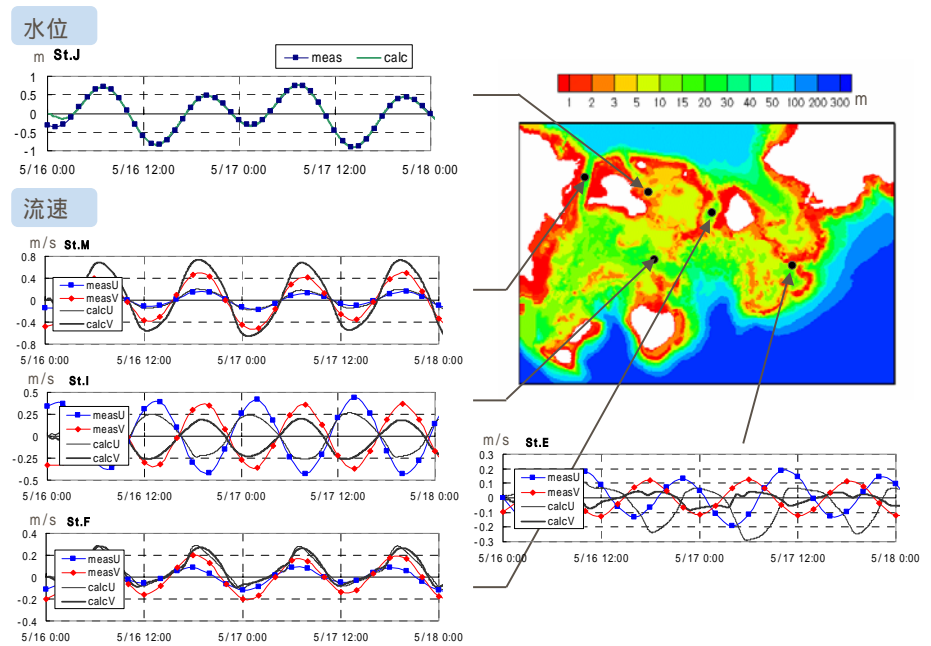 水位
m St.J
meas calc
1
0.5
0
-0.5
-1
5/16 0:00 5/16 12:00 5/17 0:00 5/17 12:00 5/18 0:00
流速
m/s St.M
0.8
0.4
0
-0.4
-0.8
measU
measV
calcU
calcV
5/16 0:00 5/16 12:00 5/17 0:00 5/17 12:00 5/18 0:00
m/s St.I
0.5
0.25
0
-0.25
-0.5
measU
measV
calcU
calcV
5/16 0:00 5/16 12:00 5/17 0:00 5/17 12:00 5/18 0:00
m/s St.F
0.4
0.2
0
-0.2
-0.4
measU
measV
calcU
calcV
5/16 0:00 5/16 12:00 5/17 0:00 5/17 12:00 5/18 0:00
1 2 3 5 10 15 20 30 40 50 100 200 300 m
m/s St.E
0.3
0.2
0.1
0
-0.1
-0.2
-0.3
measU
measV
calcU
calcV
5/16 0:00 5/16 12:00 5/17 0:00 5/17 12:00 5/18 0:00